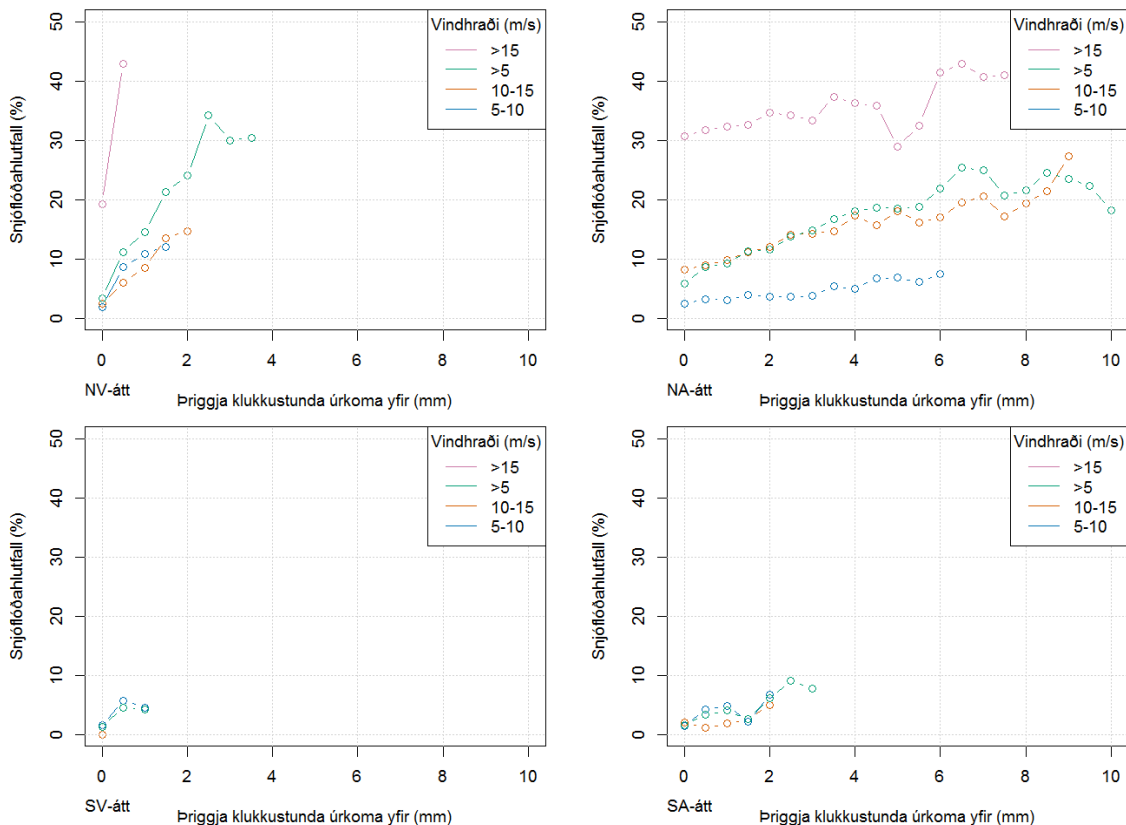 Snjóflóðahlutfall (%)
50
40
30
20
10
0
Vindhraði (m/s)
>15
>5
10-15
5-10
0 2 4 6 8 10
NV-átt
Þriggja klukkustunda úrkoma yfir (mm)
Snjóflóðahlutfall (%)
50
40
30
20
10
0
Vindhraði (m/s)
>15
>5
10-15
5-10
0 2 4 6 8 10
NA-átt
Þriggja klukkustunda úrkoma yfir (mm)
Snjóflóðahlutfall (%)
50
40
30
20
10
0
Vindhraði (m/s)
>15
>5
10-15
5-10
0 2 4 6 8 10
SV-átt
Þriggja klukkustunda úrkoma yfir (mm)
Snjóflóðahlutfall (%)
50
40
30
20
10
0
Vindhraði (m/s)
>15
>5
10-15
5-10
0 2 4 6 8 10
SA-átt
Þriggja klukkustunda úrkoma yfir (mm)